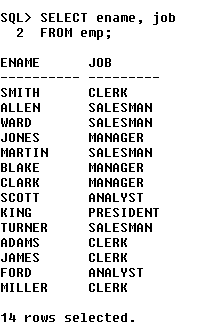 SQL> SELECT ename, job
  2  FROM emp;
ENAME      JOB
---------- ---------
SMITH      CLERK
ALLEN      SALESMAN
WARD       SALESMAN
JONES      MANAGER
MARTIN     SALESMAN
BLAKE      MANAGER
CLARK      MANAGER
SCOTT      ANALYST
KING       PRESIDENT
TURNER     SALESMAN
ADAMS      CLERK
JAMES      CLERK
FORD       ANALYST
MILLER     CLERK
14 rows selected.